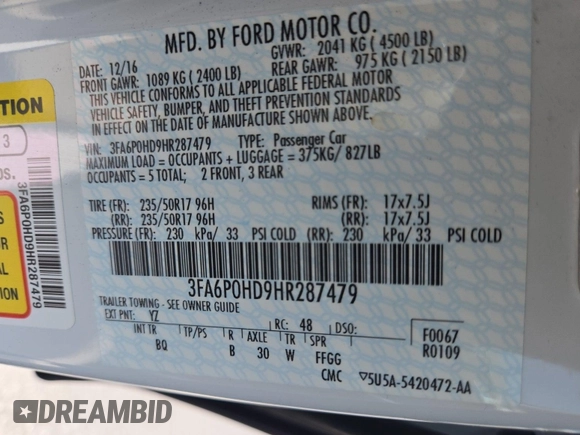 MFD. BY FORD MOTOR CO.
DATE: 12/16 GVWR: 2041 KG ( 4500 LB)
FRONT GAWR: 1089 KG ( 2400 LB) REAR GAWR: 975 KG ( 2150 LB)
THIS VEHICLE CONFORMS TO ALL APPLICABLE FEDERAL MOTOR
VEHICLE SAFETY, BUMPER, AND THEFT PREVENTION STANDARDS
IN EFFECT ON THE DATE OF MANUFACTURE SHOWN ABOVE.
VIN: 3FA6P0HD9HR287479 TYPE: Passenger Car
MAXIMUM LOAD = OCCUPANTS + LUGGAGE = 375KG/ 827LB
OCCUPANTS = 5 TOTAL: 2 FRONT, 3 REAR
TIRE (FR): 235/50R17 96H RIMS (FR): 17x7.5J
(RR): 235/50R17 96H (RR): 17x7.5J
PRESSURE (FR): 230 kPa/ 33 PSI COLD (RR): 230 kPa/ 33 PSI COLD
3FA6P0HD9HR287479
TRAILER TOWING - SEE OWNER GUIDE
EXT PNT: YZ RC: 48 DSO:
INT TR TP/PS R AXLE TR SPR
BQ B 30 W FFGG
F0067
R0109
CMC ▽5U5A-5420472-AA
3
3FA6P0HD9HR287479
DREAMBID